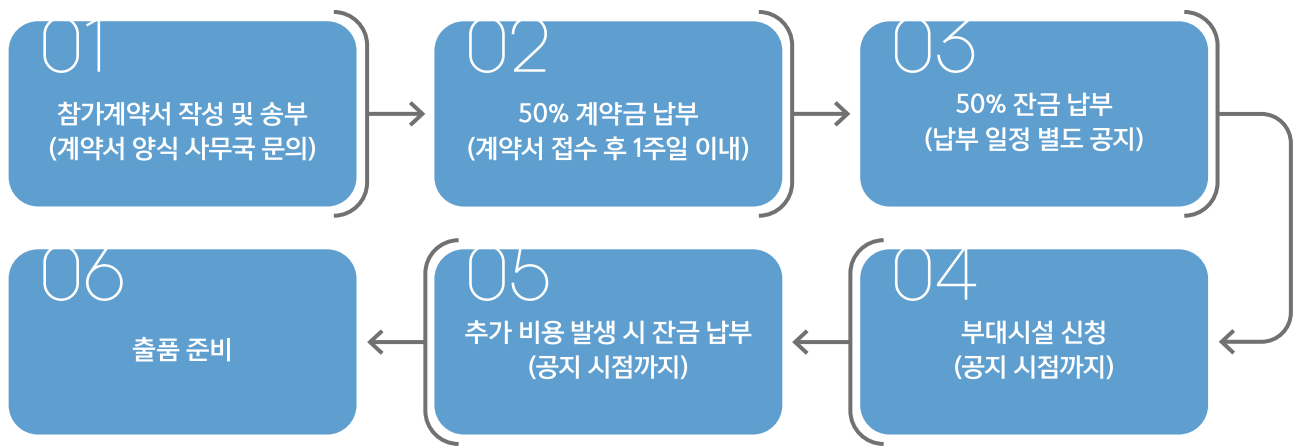 01
참가계약서 작성 및 송부
(계약서 양식 사무국 문의)
02
50% 계약금 납부
(계약서 접수 후 1주일 이내)
03
50% 잔금 납부
(납부 일정 별도 공지)
04
부대시설 신청
(공지 시점까지)
05
추가 비용 발생 시 잔금 납부
(공지 시점까지)
06
출품 준비